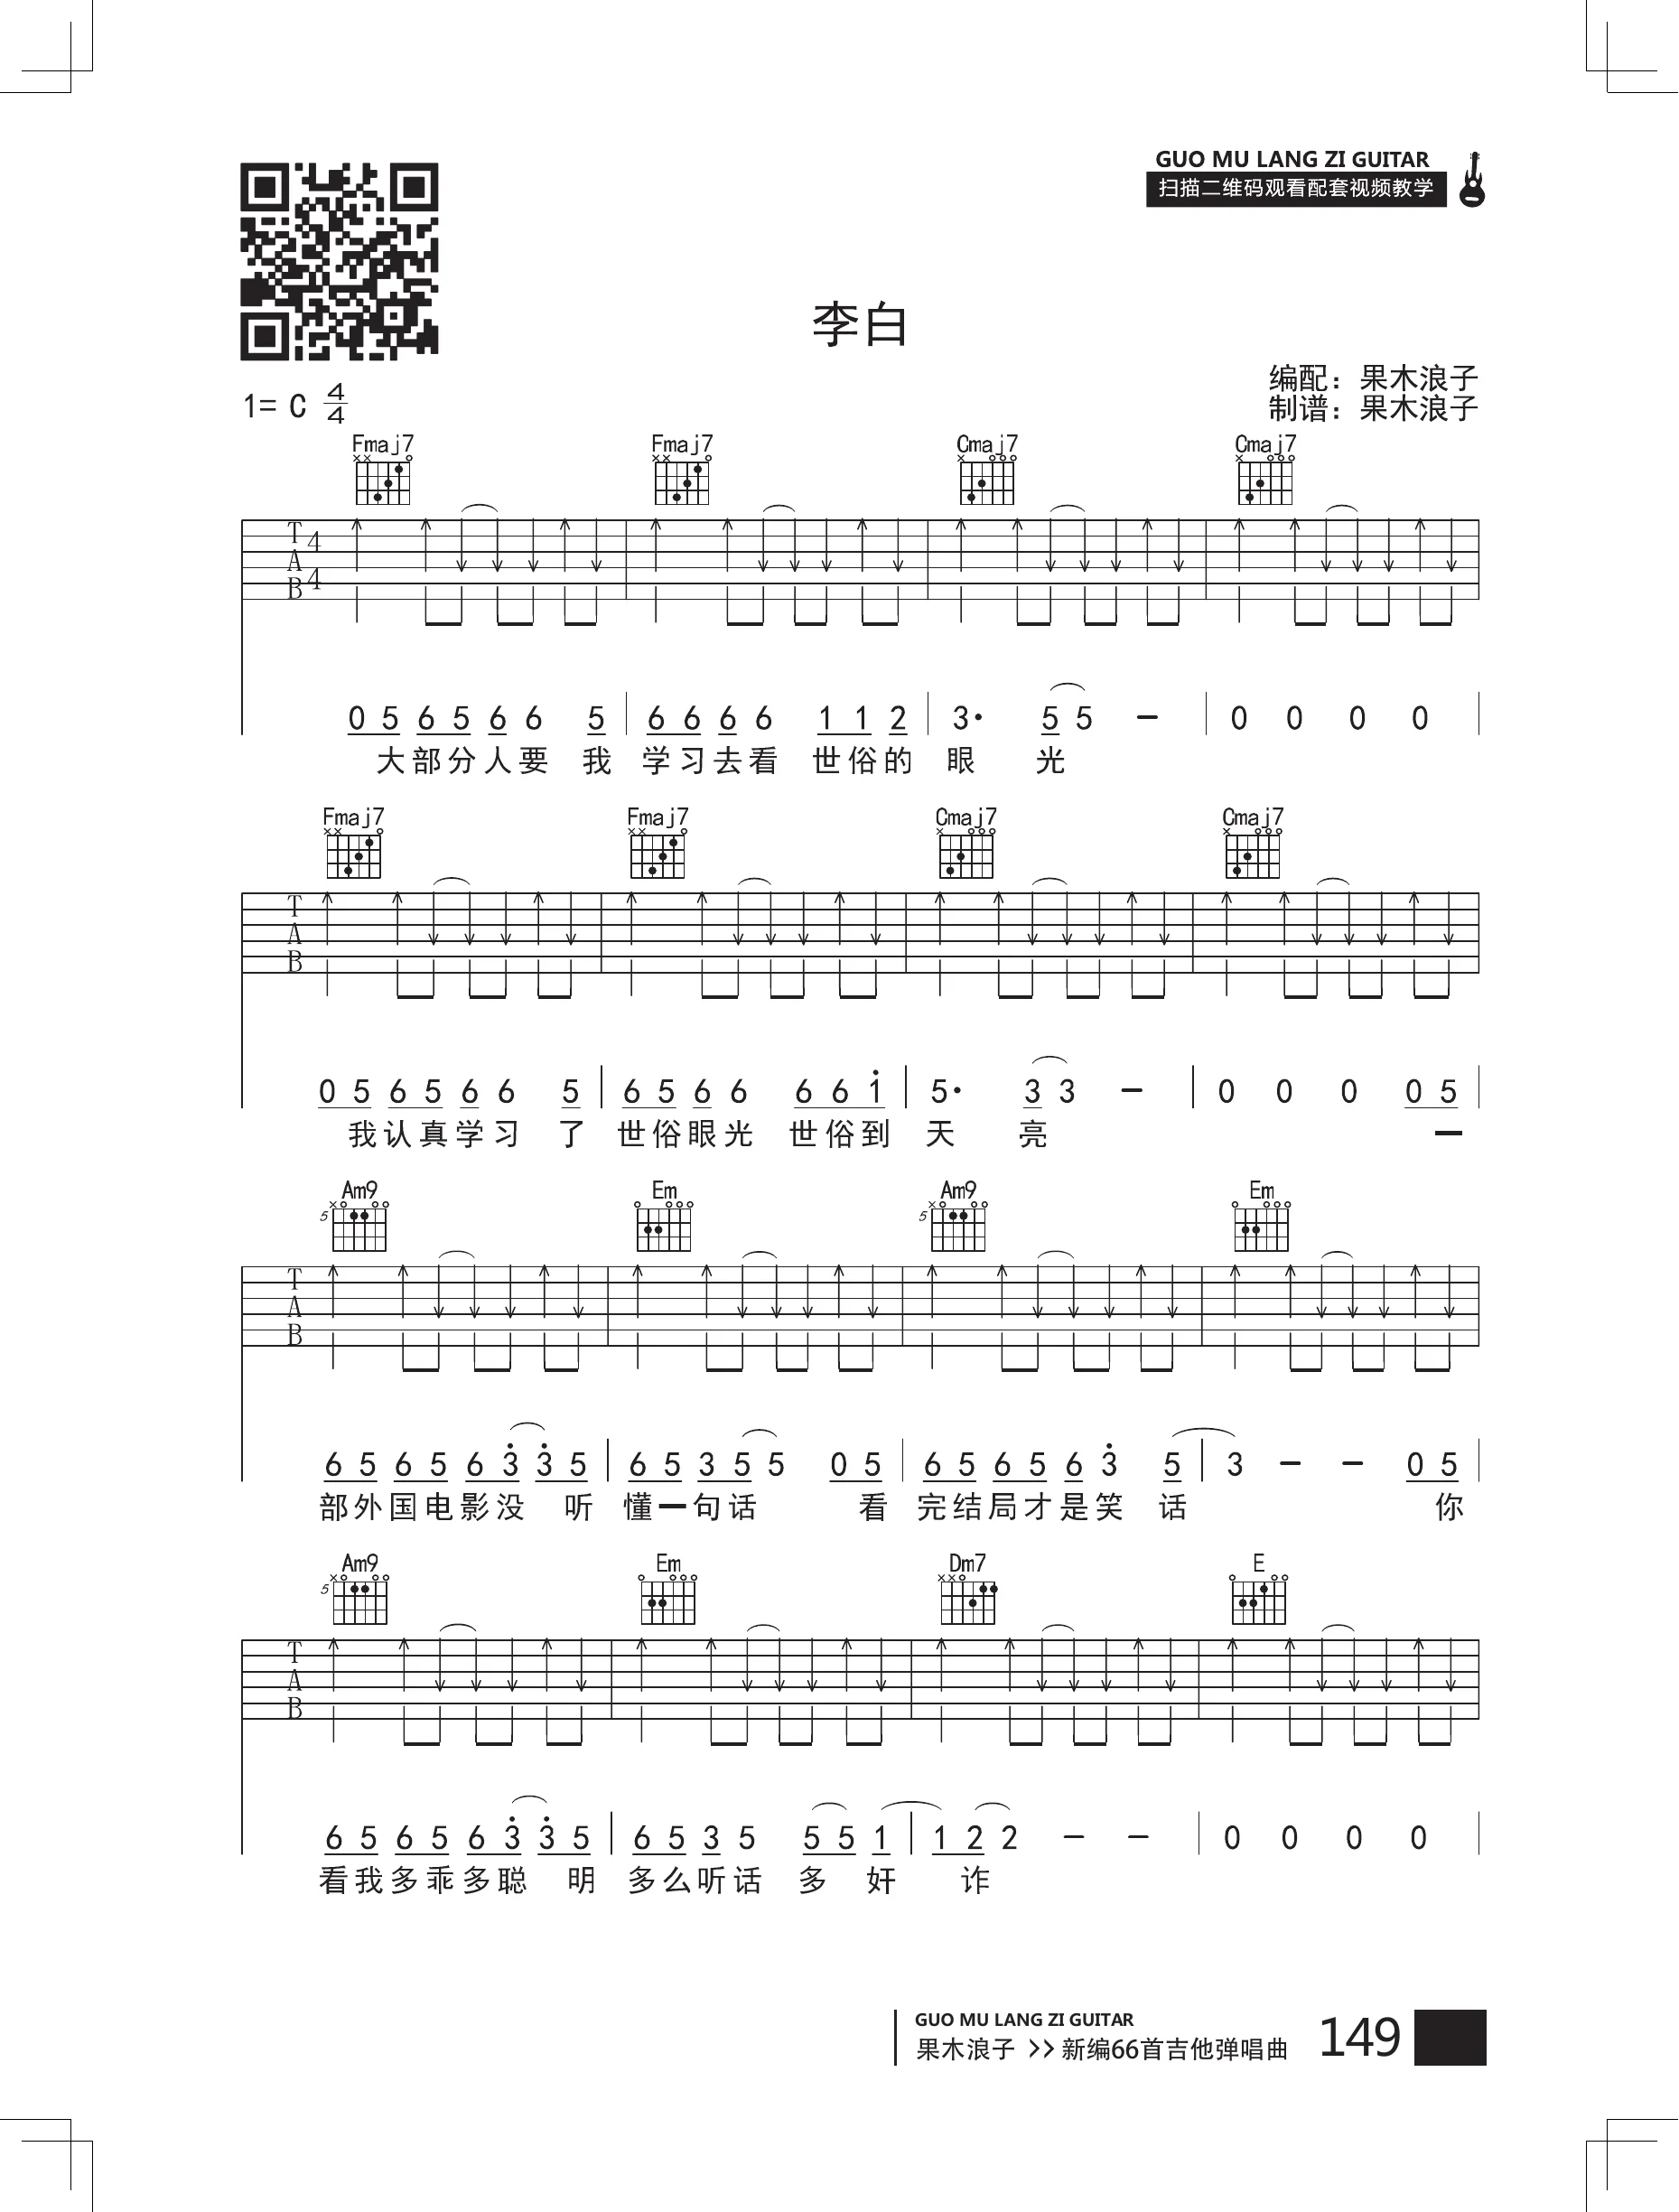 GUO MU LANG ZI GUITAR
扫描二维码观看配套视频教学
李白
编配：果木浪子
1= C 4/4
制谱：果木浪子
Fmaj7 Fmaj7 Cmaj7 Cmaj7
T A B 4 4
0 5 6 5 6 6 5 | 6 6 6 6 1 1 2 | 3· 5 5 － | 0 0 0 0 |
大部分人要 我 学习去看 世俗的 眼 光
Fmaj7 Fmaj7 Cmaj7 Cmaj7
T A B
0 5 6 5 6 6 5 | 6 5 6 6 6 6 1̇ | 5· 3 3 － | 0 0 0 0 5 |
我认真学习 了 世俗眼光 世俗到 天 亮 一
Am9 Em Am9 Em
5 5
T A B
6 5 6 5 6 3̇ 3̇ 5 | 6 5 3 5 5 0 5 | 6 5 6 5 6 3̇ 5 | 3 － － 0 5 |
部外国电影没 听 懂一句话 看 完结局才是笑 话 你
Am9 Em Dm7 E
5
T A B
6 5 6 5 6 3̇ 3̇ 5 | 6 5 3 5 5 5 1 | 1 2 2 － － | 0 0 0 0 |
看我多乖多聪 明 多么听话 多 奸 诈
GUO MU LANG ZI GUITAR
果木浪子 >> 新编66首吉他弹唱曲 149